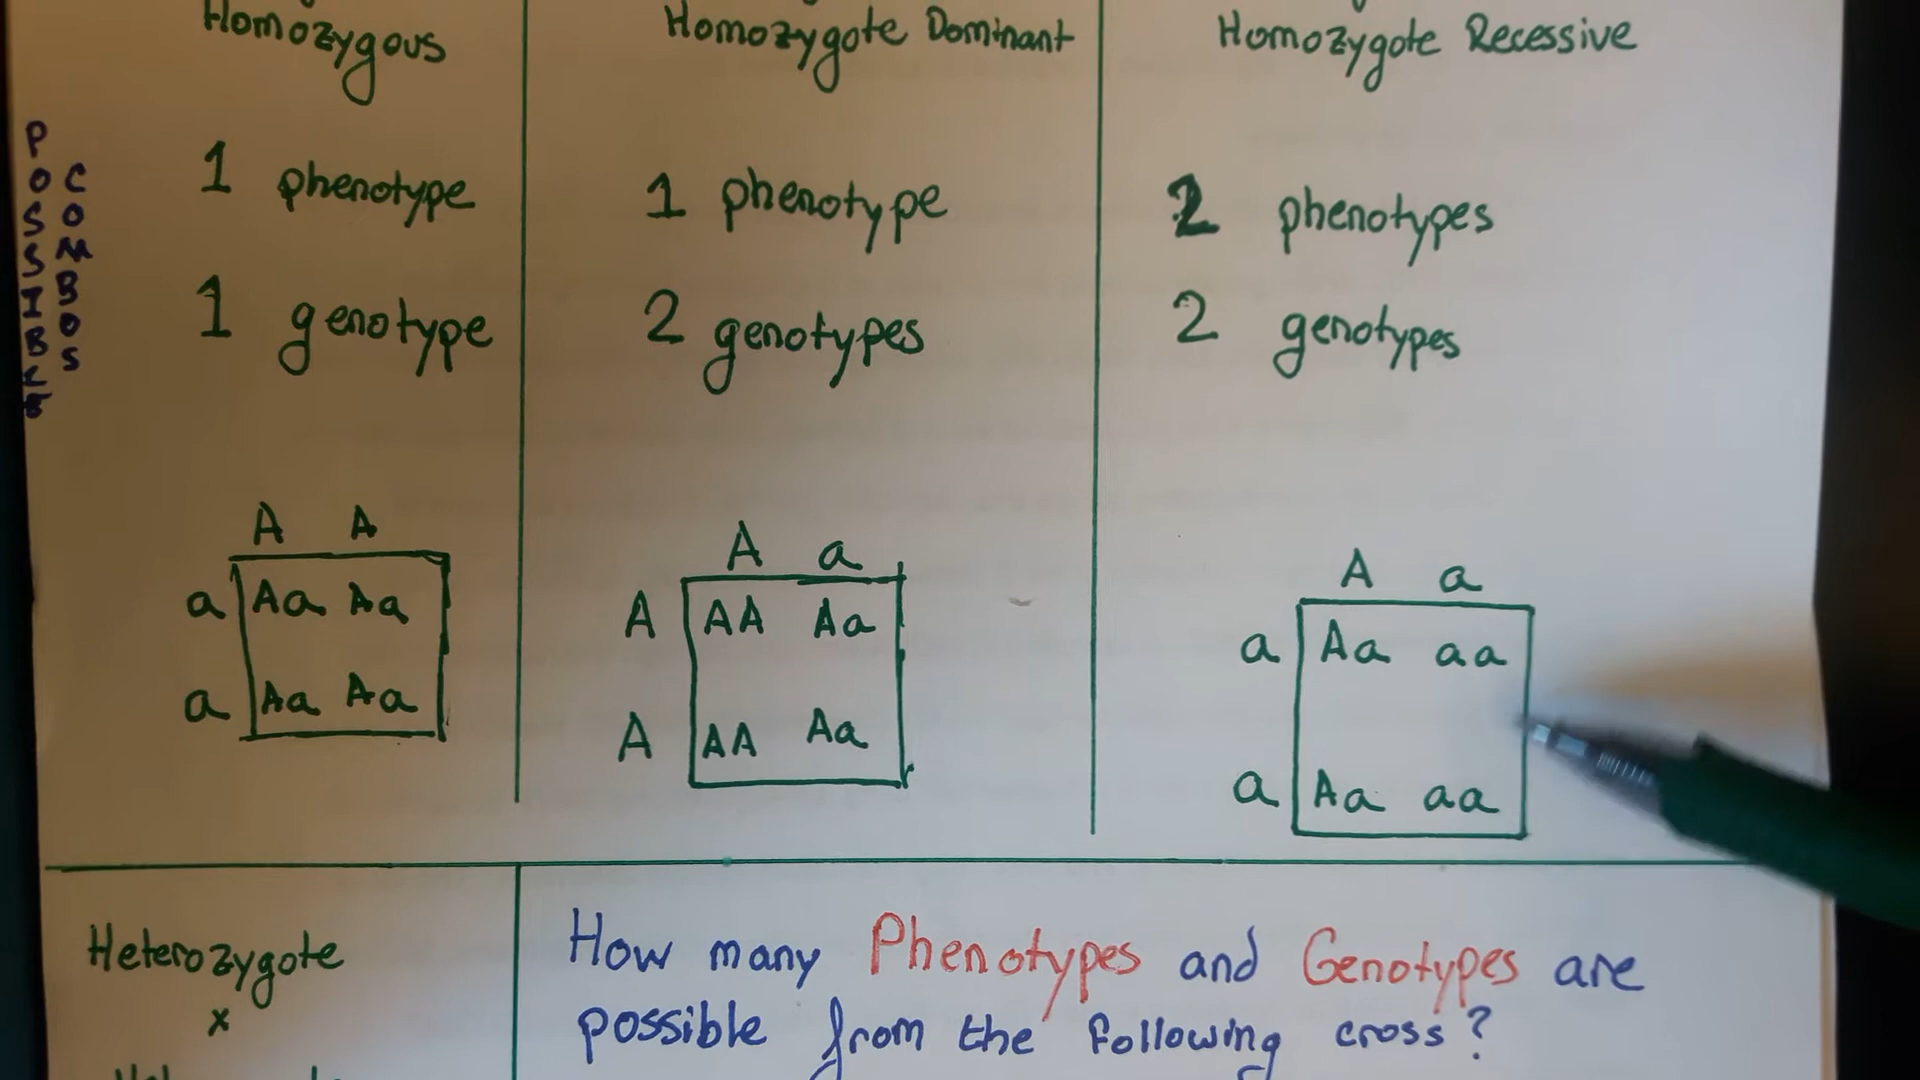 Homozygous
1 phenotype
1 genotype
A A
a Aa Aa
a Aa Aa
Homozygote Dominant
1 phenotype
2 genotypes
A a
A AA Aa
A AA Aa
Homozygote Recessive
2 phenotypes
2 genotypes
A a
a Aa aa
a Aa aa
POSSIBLE
COMBOS
Heterozygote
x
How many Phenotypes and Genotypes are
possible from the following cross?